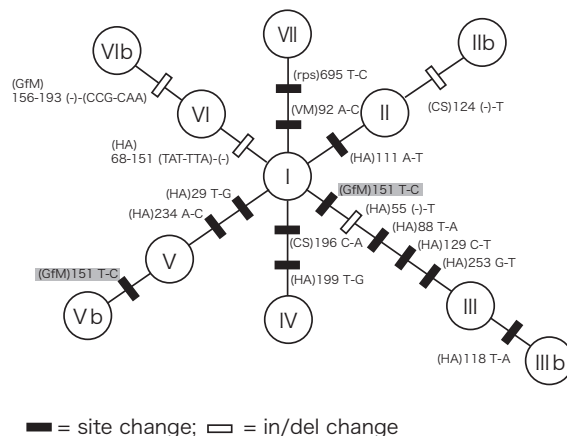 VII
VIb
IIb
(GfM)
156-193 (-)-(CCG-CAA)
(rps)695 T-C
VI
(VM)92 A-C
II
(CS)124 (-)-T
(HA)
68-151 (TAT-TTA)-(-)
(HA)111 A-T
I
(GfM)151 T-C
(HA)29 T-G
(HA)55 (-)-T
(HA)234 A-C
(HA)88 T-A
(CS)196 C-A
(HA)129 C-T
V
(HA)253 G-T
(GfM)151 T-C
(HA)199 T-G
Vb
IV
III
(HA)118 T-A
IIIb
= site change; = in/del change